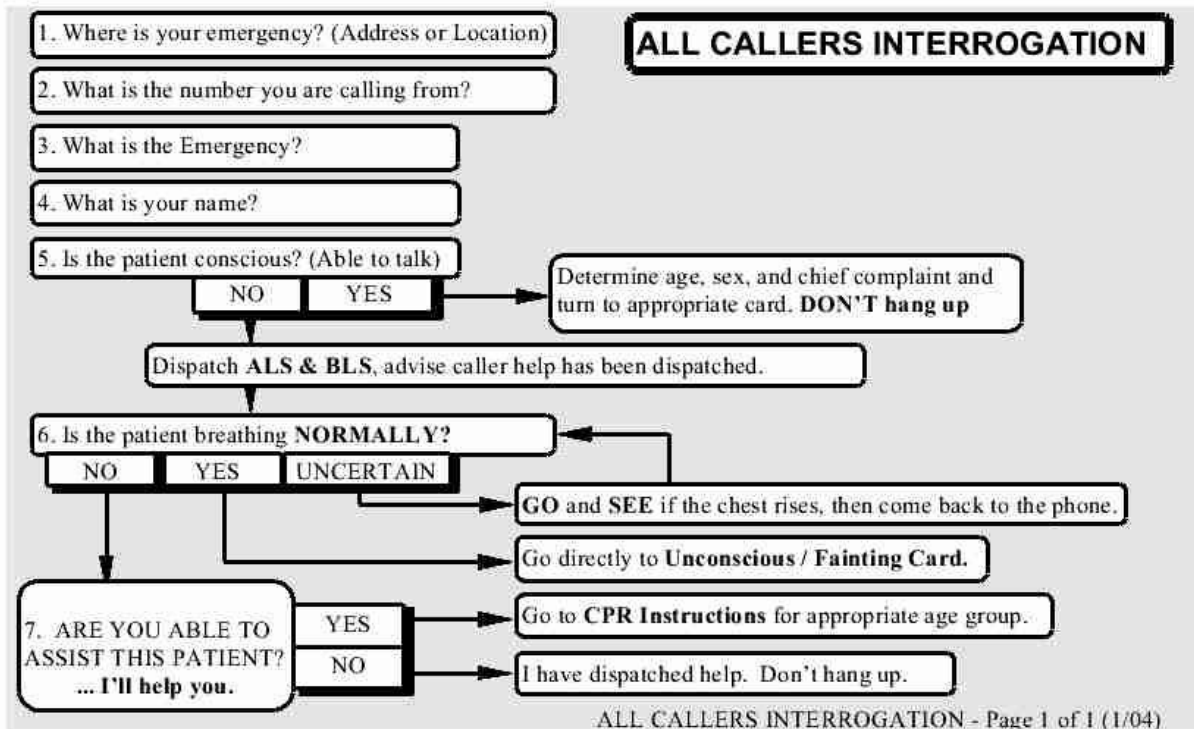 1. Where is your emergency? (Address or Location)
ALL CALLERS INTERROGATION
2. What is the number you are calling from?
3. What is the Emergency?
4. What is your name?
5. Is the patient conscious? (Able to talk)
NO YES
Determine age, sex, and chief complaint and
turn to appropriate card. DON'T hang up
Dispatch ALS & BLS, advise caller help has been dispatched.
6. Is the patient breathing NORMALLY?
NO YES UNCERTAIN
GO and SEE if the chest rises, then come back to the phone.
Go directly to Unconscious / Fainting Card.
7. ARE YOU ABLE TO
ASSIST THIS PATIENT?
... I'll help you.
YES
Go to CPR Instructions for appropriate age group.
NO
I have dispatched help. Don't hang up.
ALL CALLERS INTERROGATION - Page 1 of 1 (1/04)